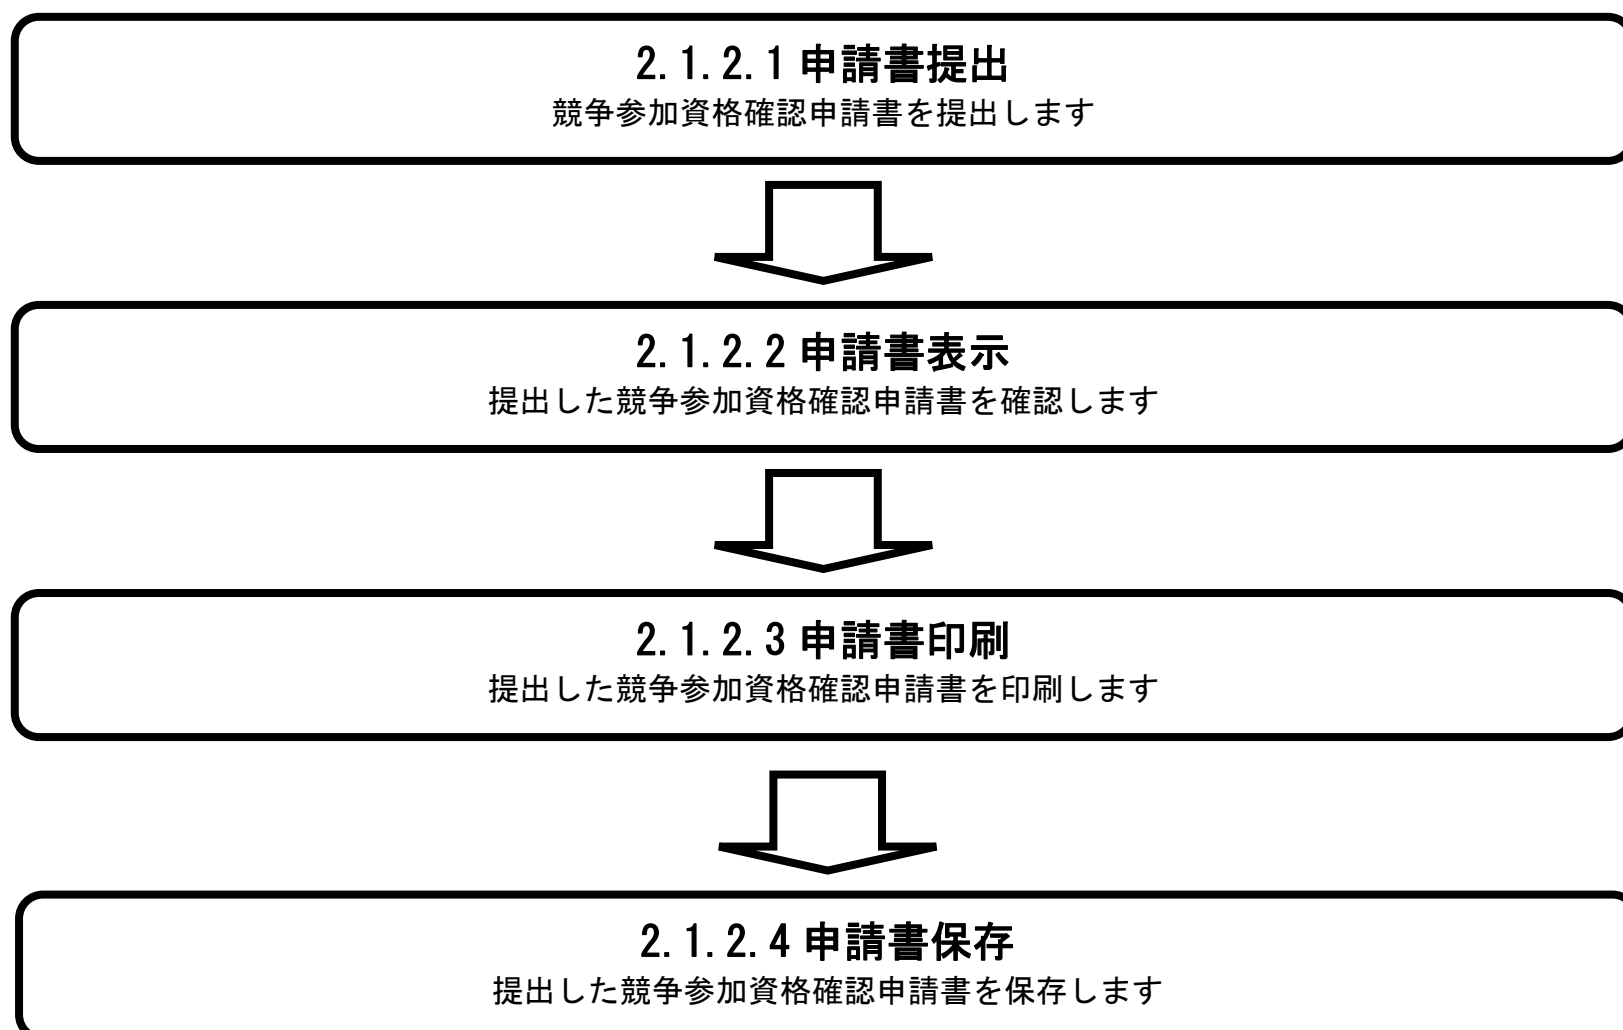 2.1.2.1 申請書提出
競争参加資格確認申請書を提出します
2.1.2.2 申請書表示
提出した競争参加資格確認申請書を確認します
2.1.2.3 申請書印刷
提出した競争参加資格確認申請書を印刷します
2.1.2.4 申請書保存
提出した競争参加資格確認申請書を保存します